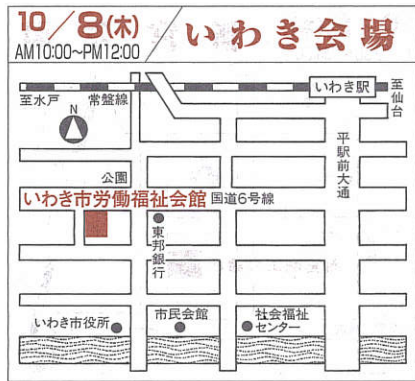 10/8(木)
AM10:00~PM12:00
いわき会場
いわき駅
至仙台
至水戸
常盤線
N
公園
平駅前大通
いわき市労働福祉会館
国道6号線
東邦銀行
いわき市役所
市民会館
社会福祉
センター